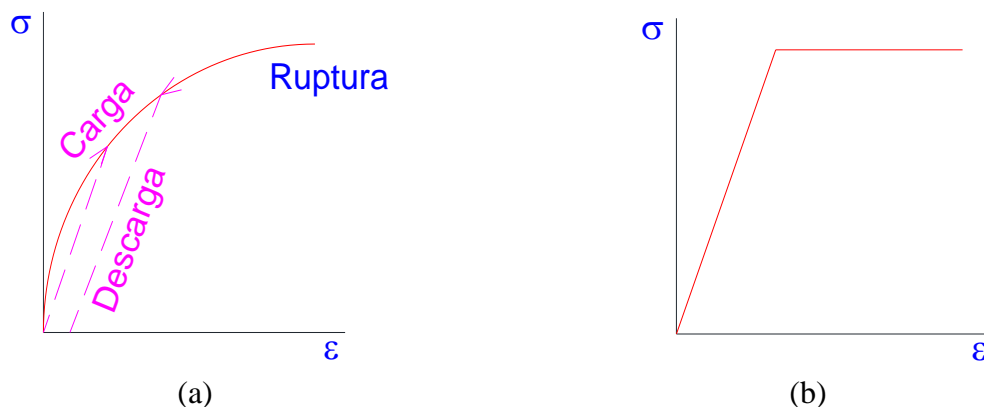 σ
Ruptura
Carga
Descarga
ε
(a)
σ
ε
(b)